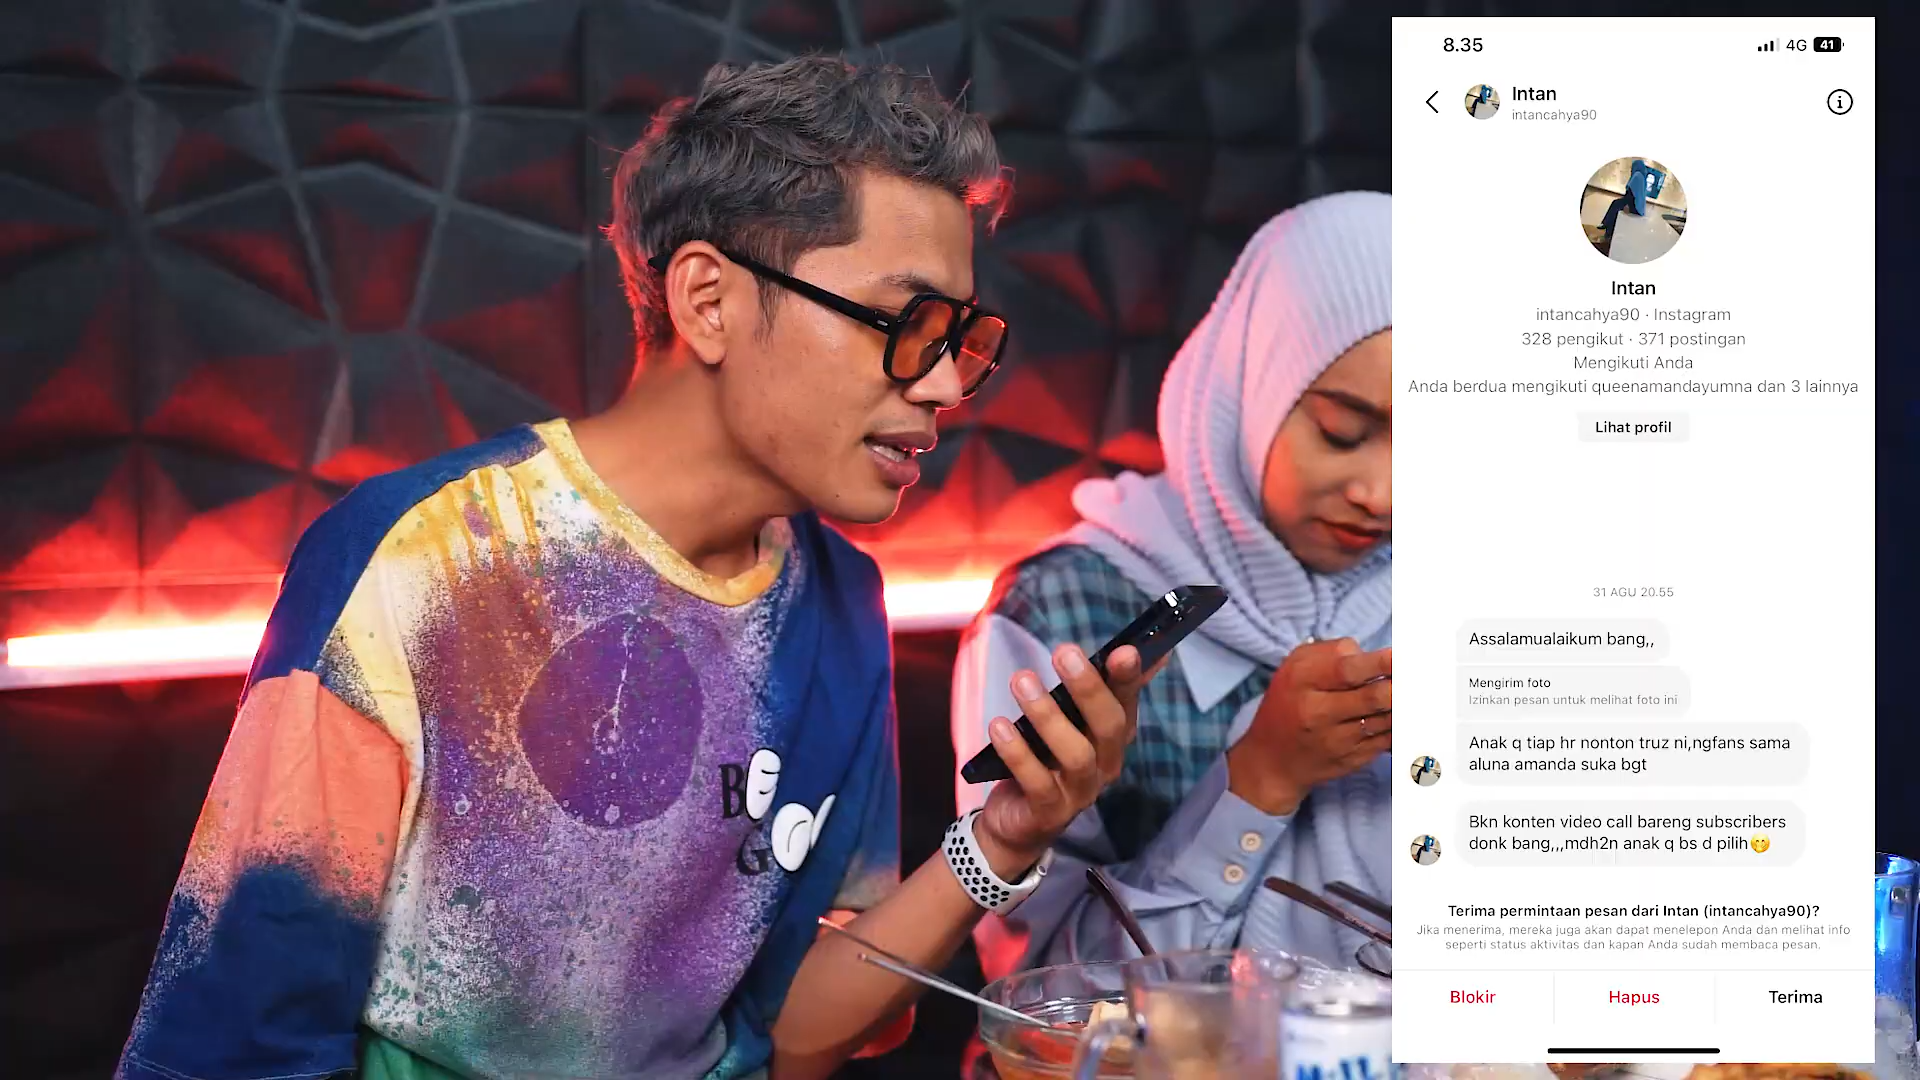 8.35
4G 41
Intan
intancahya90
Intan
intancahya90 · Instagram
328 pengikut · 371 postingan
Mengikuti Anda
Anda berdua mengikuti queenamandayumna dan 3 lainnya
Lihat profil
31 AGU 20.55
Assalamualaikum bang,,
Mengirim foto
Izinkan pesan untuk melihat foto ini
Anak q tiap hr nonton truz ni,ngfans sama
aluna amanda suka bgt
Bkn konten video call bareng subscribers
donk bang,,,mdh2n anak q bs d pilih🤭
Terima permintaan pesan dari Intan (intancahya90)?
Jika menerima, mereka juga akan dapat menelepon Anda dan melihat info
seperti status aktivitas dan kapan Anda sudah membaca pesan.
Blokir
Hapus
Terima